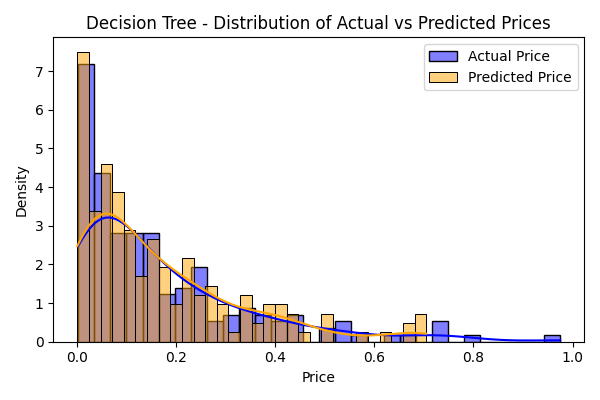 Decision Tree - Distribution of Actual vs Predicted Prices
Actual Price
Predicted Price
Density
7
6
5
4
3
2
1
0
0.0 0.2 0.4 0.6 0.8 1.0
Price